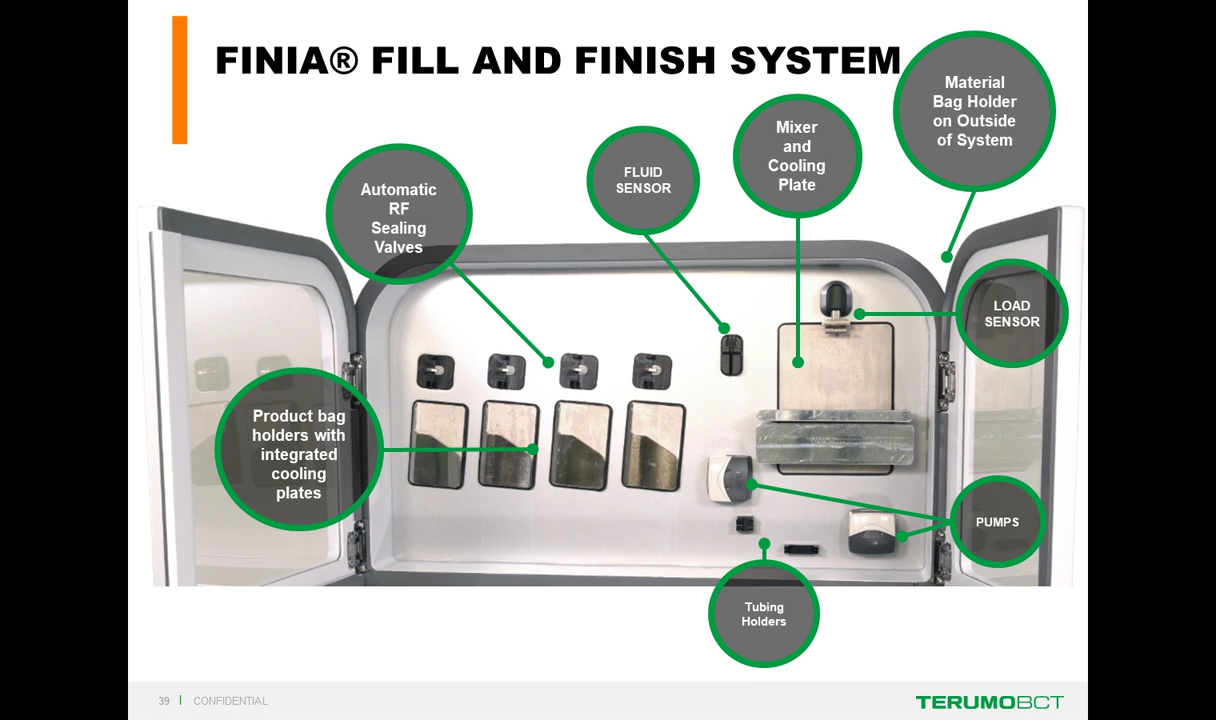 FINIA® FILL AND FINISH SYSTEM
Material
Bag Holder
on Outside
of System
Mixer
and
Cooling
Plate
FLUID
SENSOR
Automatic
RF
Sealing
Valves
LOAD
SENSOR
Product bag
holders with
integrated
cooling
plates
PUMPS
Tubing
Holders
39 | CONFIDENTIAL
TERUMOBCT